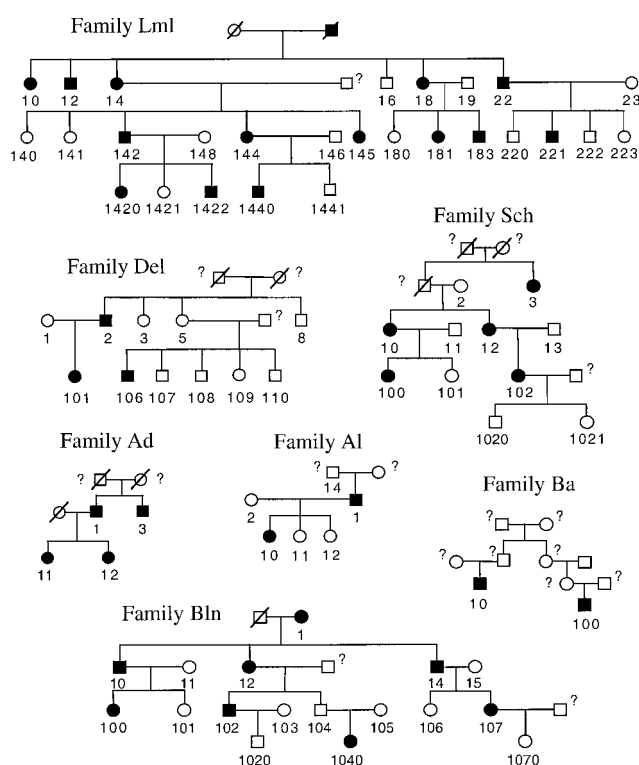 Family Lml
?
10 12 14 16 18 19 22 23
140 141 142 148 144 146 145 180 181 183 220 221 222 223
1420 1421 1422 1440 1441
Family Sch
? ?
? 2 3
10 11 12 13
100 101 102 ?
1020 1021
Family Del
? ?
1 2 3 5 ? 8
101 106 107 108 109 110
Family Ad
? ?
1 3
11 12
Family Al
? 14 ?
2 1
10 11 12
Family Ba
? ?
? ? ?
10 ? ?
100
Family Bln
1
10 11 12 ? 14 15
100 101 102 103 104 105 106 107 ?
1020 1040 1070